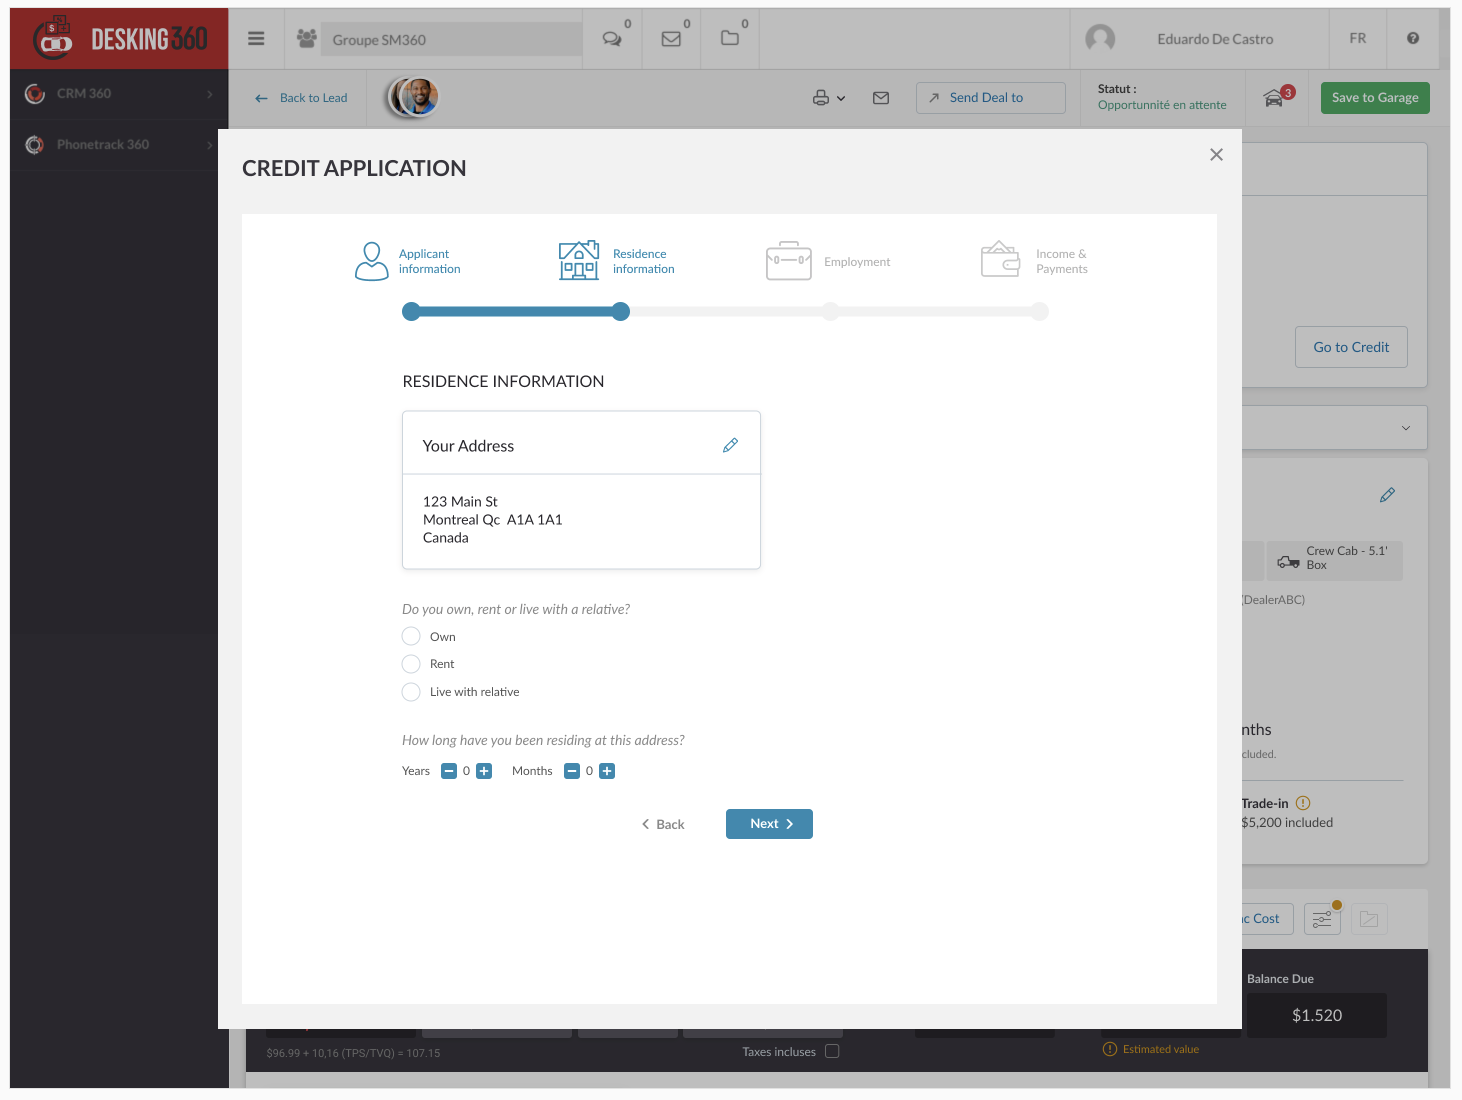 DESKING360
Groupe SM360
0
0
0
Eduardo De Castro
FR
CRM 360
Phonetrack 360
Back to Lead
Send Deal to
Statut :
Opportunnité en attente
3
Save to Garage
CREDIT APPLICATION
Applicant
information
Residence
information
Employment
Income &
Payments
RESIDENCE INFORMATION
Your Address
123 Main St
Montreal Qc A1A 1A1
Canada
Do you own, rent or live with a relative?
Own
Rent
Live with relative
How long have you been residing at this address?
Years 0 Months 0
Back
Next
Go to Credit
Crew Cab - 5.1'
Box
(DealerABC)
Trade-in
$5,200 included
Cost
Balance Due
$1.520
$96.99 + 10,16 (TPS/TVQ) = 107.15
Taxes incluses
Estimated value